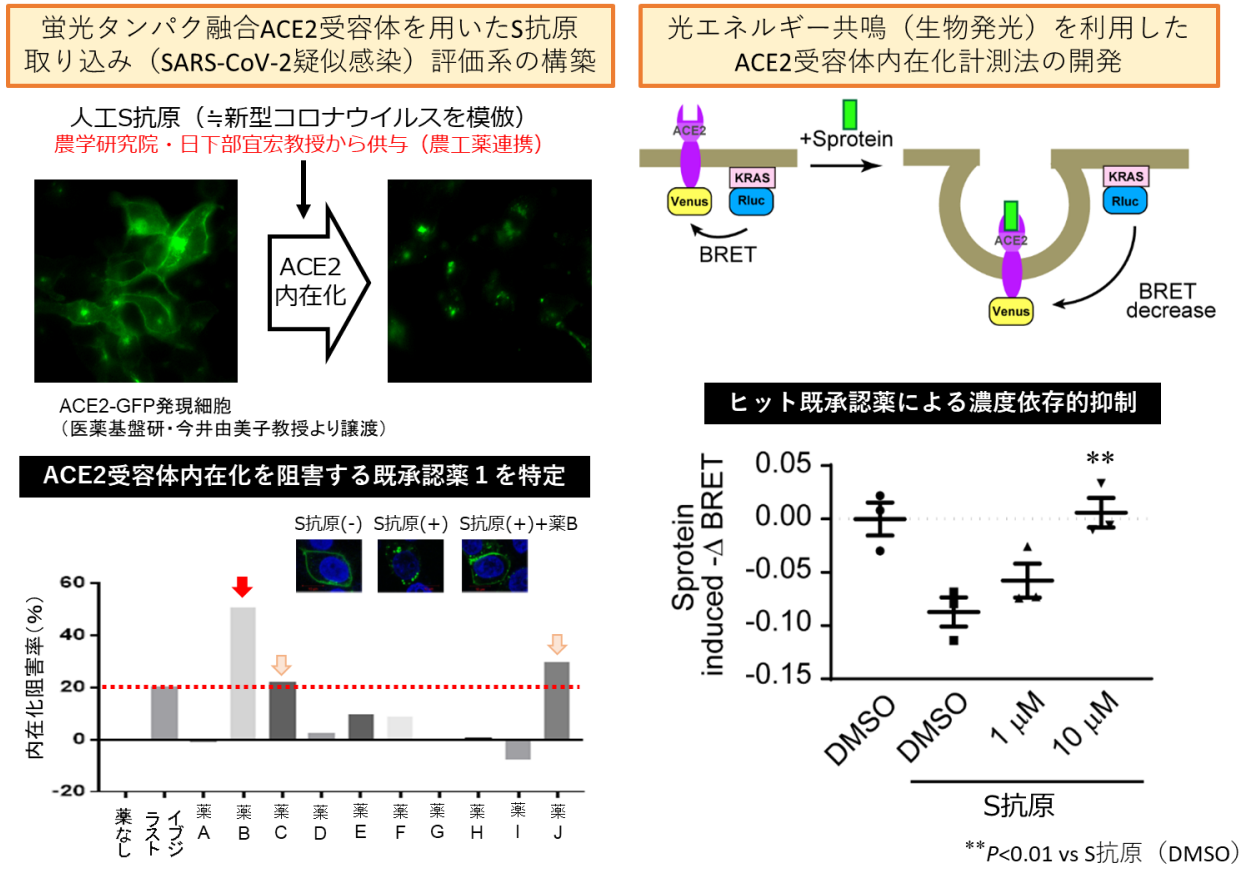 蛍光タンパク融合ACE2受容体を用いたS抗原
取り込み（SARS-CoV-2疑似感染）評価系の構築
人工S抗原（≒新型コロナウイルスを模倣）
農学研究院・日下部宜宏教授から供与（農工薬連携）
ACE2
内在化
ACE2-GFP発現細胞
（医薬基盤研・今井由美子教授より譲渡）
ACE2受容体内在化を阻害する既承認薬１を特定
S抗原(-)
S抗原(+)
S抗原(+)+薬B
内在化阻害率(%)
60
40
20
0
-20
薬なし
イブジ
ラスト
薬A
薬B
薬C
薬D
薬E
薬F
薬G
薬H
薬I
薬J
光エネルギー共鳴（生物発光）を利用した
ACE2受容体内在化計測法の開発
ACE2
KRAS
Venus
Rluc
BRET
+Sprotein
ACE2
KRAS
Rluc
Venus
BRET
decrease
ヒット既承認薬による濃度依存的抑制
Sprotein
induced -Δ BRET
0.05
0.00
-0.05
-0.10
-0.15
**
DMSO
DMSO
1 μM
10 μM
S抗原
**P<0.01 vs S抗原（DMSO）